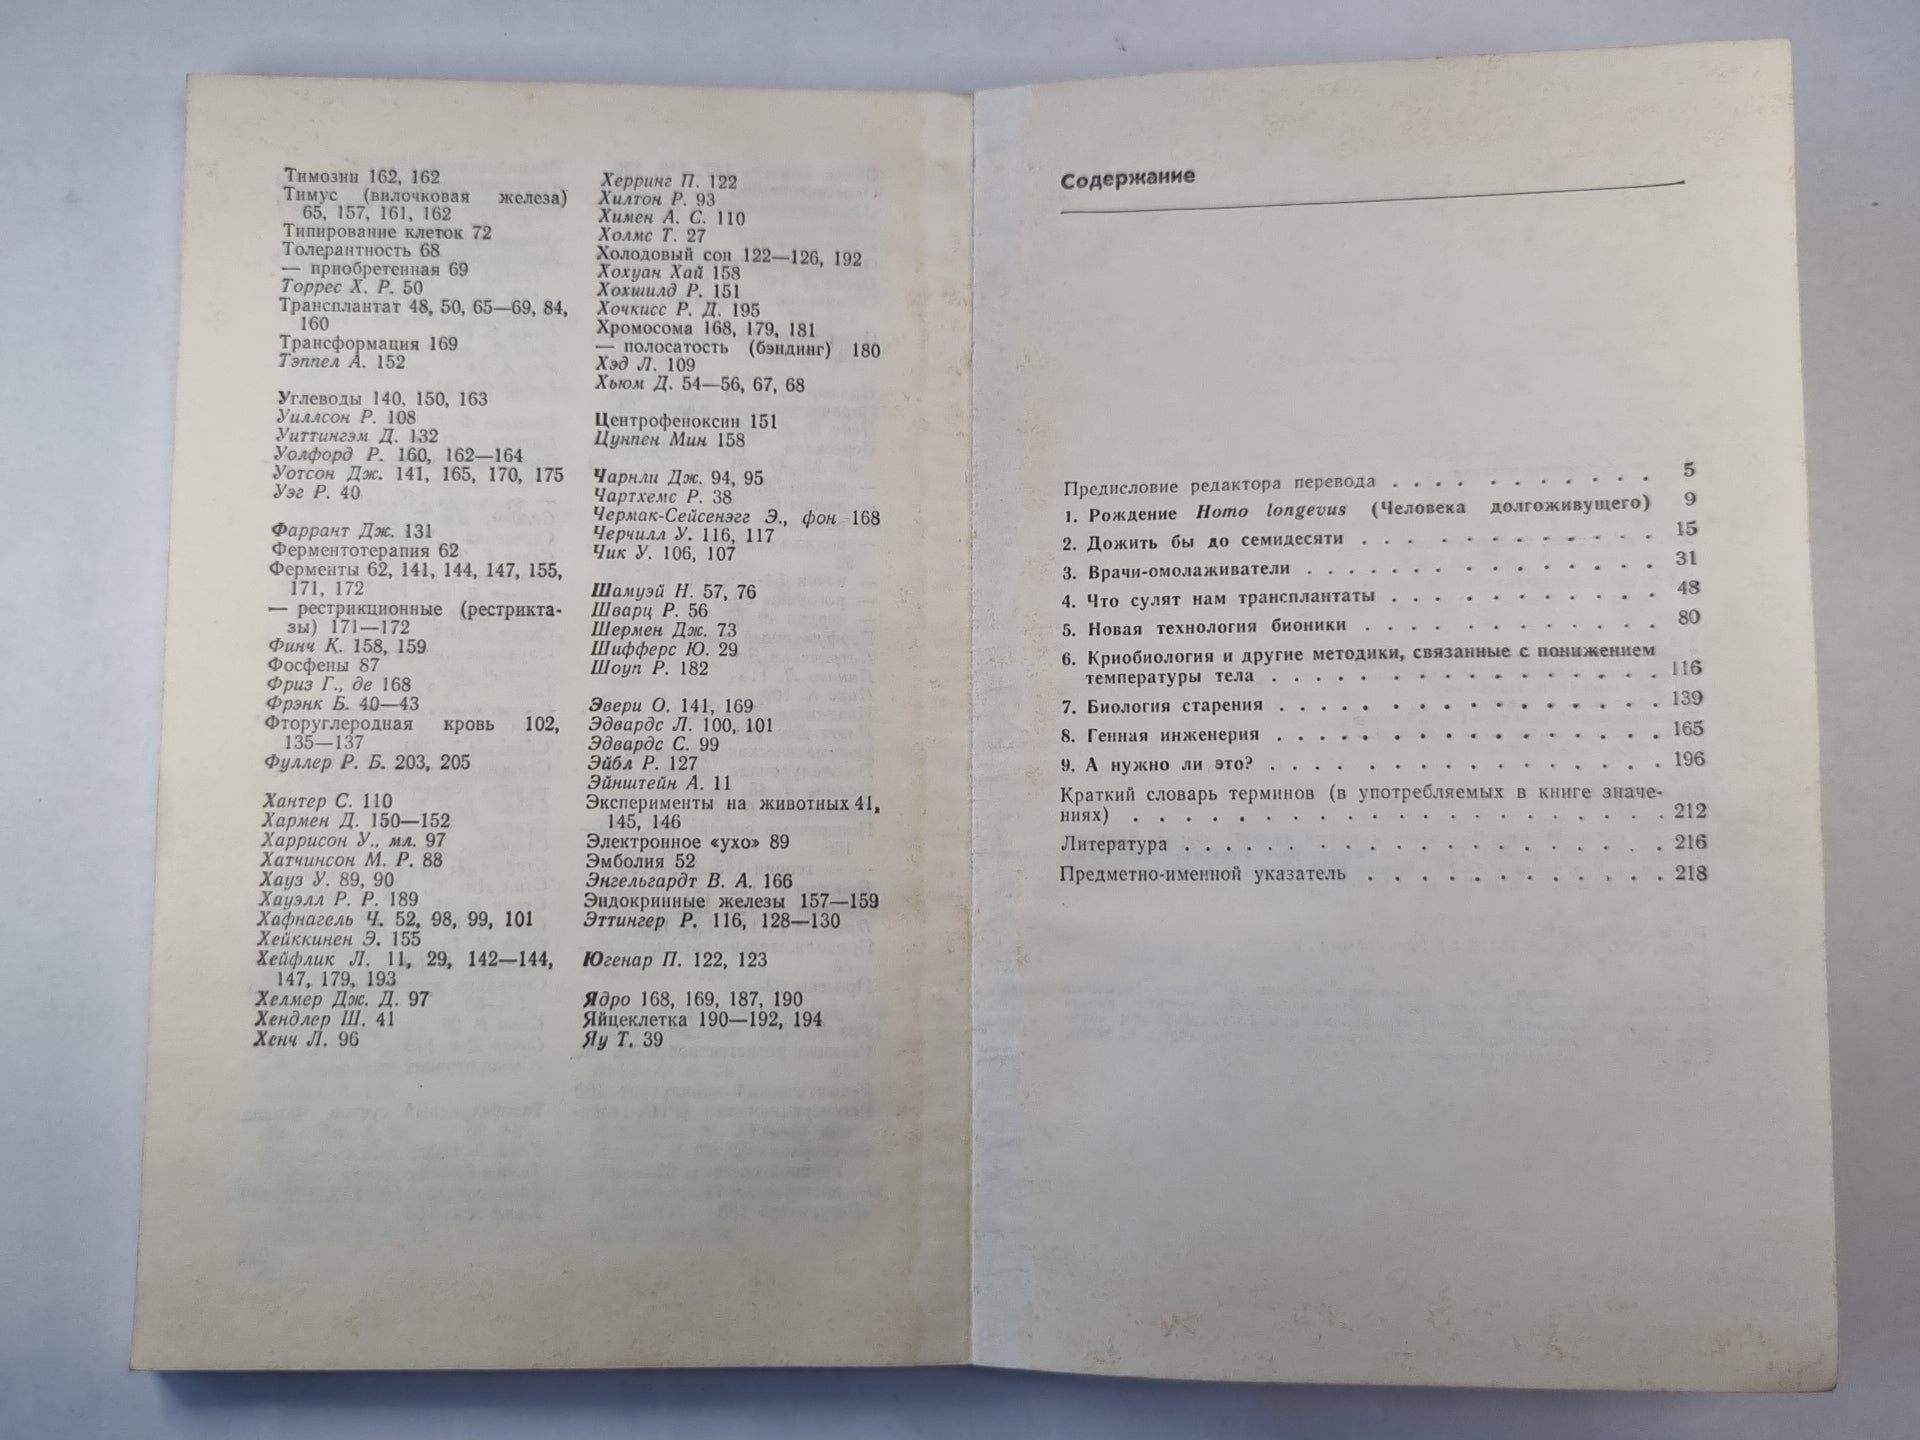 Тимозин 162, 162
Тимус (вилочковая железа)
65, 157, 161, 162
Типирование клеток 72
Толерантность 68
— приобретенная 69
Торрес Х. Р. 50
Трансплантат 48, 50, 65—69, 84,
160
Трансформация 169
Тэппел А. 152
Углеводы 140, 150, 163
Уиллсон Р. 108
Уиттингэм Д. 132
Уолфорд Р. 160, 162—164
Уотсон Дж. 141, 165, 170, 175
Уэг Р. 40
Фаррант Дж. 131
Ферментотерапия 62
Ферменты 62, 141, 144, 147, 155,
171, 172
— рестрикционные (рестрикта-
зы) 171—172
Финч К. 158, 159
Фосфены 87
Фриз Г., де 168
Фрэнк Б. 40—43
Фторуглеродная кровь 102,
135—137
Фуллер Р. Б. 203, 205
Хантер С. 110
Хармен Д. 150—152
Харрисон У., мл. 97
Хатчинсон М. Р. 88
Хауз У. 89, 90
Хауэлл Р. Р. 189
Хафнагель Ч. 52, 98, 99, 101
Хейккинен Э. 155
Хейфлик Л. 11, 29, 142—144,
147, 179, 193
Хелмер Дж. Д. 97
Хендлер Ш. 41
Хенч Л. 96
Херринг П. 122
Хилтон Р. 93
Химен А. С. 110
Холмс Т. 27
Холодовый сон 122—126, 192
Хохуан Хай 158
Хохшилд Р. 151
Хочкисс Р. Д. 195
Хромосома 168, 179, 181
— полосатость (бэндинг) 180
Хэд Л. 109
Хьюм Д. 54—56, 67, 68
Центрофеноксин 151
Цунпен Мин 158
Чарнли Дж. 94, 95
Чартхемс Р. 38
Чермак-Сейсенэгг Э., фон 168
Черчилл У. 116, 117
Чик У. 106, 107
Шамуэй Н. 57, 76
Шварц Р. 56
Шермен Дж. 73
Шифферс Ю. 29
Шоуп Р. 182
Эвери О. 141, 169
Эдвардс Л. 100, 101
Эдвардс С. 99
Эйбл Р. 127
Эйнштейн А. 11
Эксперименты на животных 41,
145, 146
Электронное «ухо» 89
Эмболия 52
Энгельгардт В. А. 166
Эндокринные железы 157—159
Эттингер Р. 116, 128—130
Югенар П. 122, 123
Ядро 168, 169, 187, 190
Яйцеклетка 190—192, 194
Яу Т. 39
Содержание
Предисловие редактора перевода . . . . . . . . . . . 5
1. Рождение Homo longevus (Человека долгоживущего) 9
2. Дожить бы до семидесяти . . . . . . . . . . . . 15
3. Врачи-омолаживатели . . . . . . . . . . . . . . 31
4. Что сулят нам трансплантаты . . . . . . . . . . . 48
5. Новая технология бионики . . . . . . . . . . . . 80
6. Криобиология и другие методики, связанные с понижением
температуры тела . . . . . . . . . . . . . . . 116
7. Биология старения . . . . . . . . . . . . . . . 139
8. Генная инженерия . . . . . . . . . . . . . . . 165
9. А нужно ли это? . . . . . . . . . . . . . . . 196
Краткий словарь терминов (в употребляемых в книге значе-
ниях) . . . . . . . . . . . . . . . . . . . . . 212
Литература . . . . . . . . . . . . . . . . . . . 216
Предметно-именной указатель . . . . . . . . . . . . 218